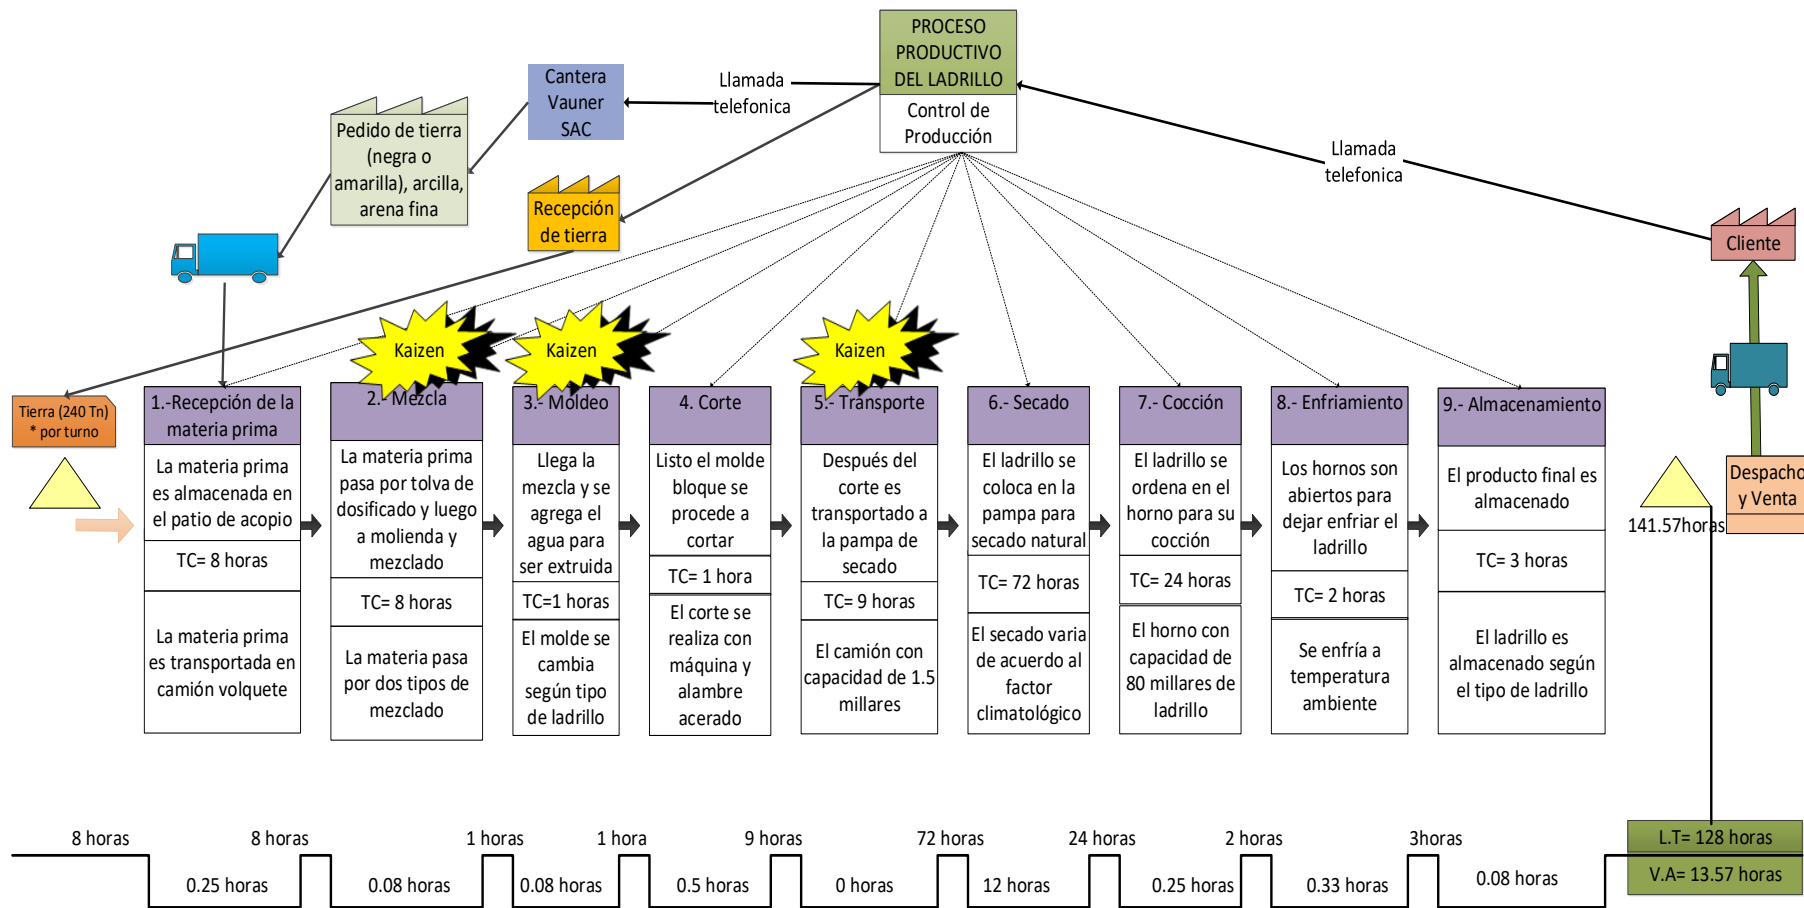 PROCESO
PRODUCTIVO
DEL LADRILLO
Control de
Producción
Llamada
telefonica
Cantera
Vauner
SAC
Pedido de tierra
(negra o
amarilla), arcilla,
arena fina
Recepción
de tierra
Llamada
telefonica
Cliente
Kaizen
Kaizen
Kaizen
Tierra (240 Tn)
* por turno
1.-Recepción de la
materia prima
La materia prima
es almacenada en
el patio de acopio
TC= 8 horas
La materia prima
es transportada en
camión volquete
2.- Mezcla
La materia prima
pasa por tolva de
dosificado y luego
a molienda y
mezclado
TC= 8 horas
La materia pasa
por dos tipos de
mezclado
3.- Moldeo
Llega la
mezcla y se
agrega el
agua para
ser extruida
TC=1 horas
El molde se
cambia
según tipo
de ladrillo
4. Corte
Listo el molde
bloque se
procede a
cortar
TC= 1 hora
El corte se
realiza con
máquina y
alambre
acerado
5.- Transporte
Después del
corte es
transportado a
la pampa de
secado
TC= 9 horas
El camión con
capacidad de 1.5
millares
6.- Secado
El ladrillo se
coloca en la
pampa para
secado natural
TC= 72 horas
El secado varia
de acuerdo al
factor
climatológico
7.- Cocción
El ladrillo se
ordena en el
horno para su
cocción
TC= 24 horas
El horno con
capacidad de
80 millares de
ladrillo
8.- Enfriamiento
Los hornos son
abiertos para
dejar enfriar el
ladrillo
TC= 2 horas
Se enfría a
temperatura
ambiente
9.- Almacenamiento
El producto final es
almacenado
TC= 3 horas
El ladrillo es
almacenado según
el tipo de ladrillo
141.57horas
Despacho
y Venta
8 horas
8 horas
1 horas
1 hora
9 horas
72 horas
24 horas
2 horas
3horas
0.25 horas
0.08 horas
0.08 horas
0.5 horas
0 horas
12 horas
0.25 horas
0.33 horas
0.08 horas
L.T= 128 horas
V.A= 13.57 horas